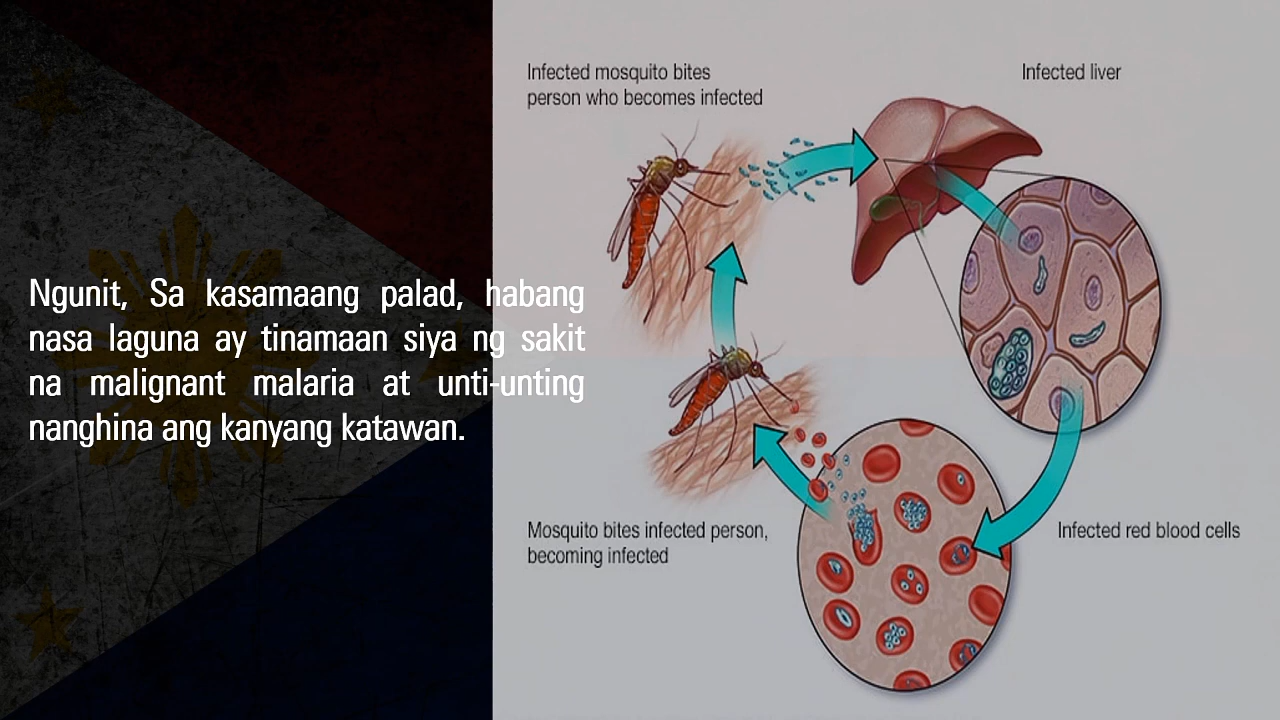 Ngunit, Sa kasamaang palad, habang
nasa laguna ay tinamaan siya ng sakit
na malignant malaria at unti-unting
nanghina ang kanyang katawan.
Infected mosquito bites
person who becomes infected
Infected liver
Mosquito bites infected person,
becoming infected
Infected red blood cells